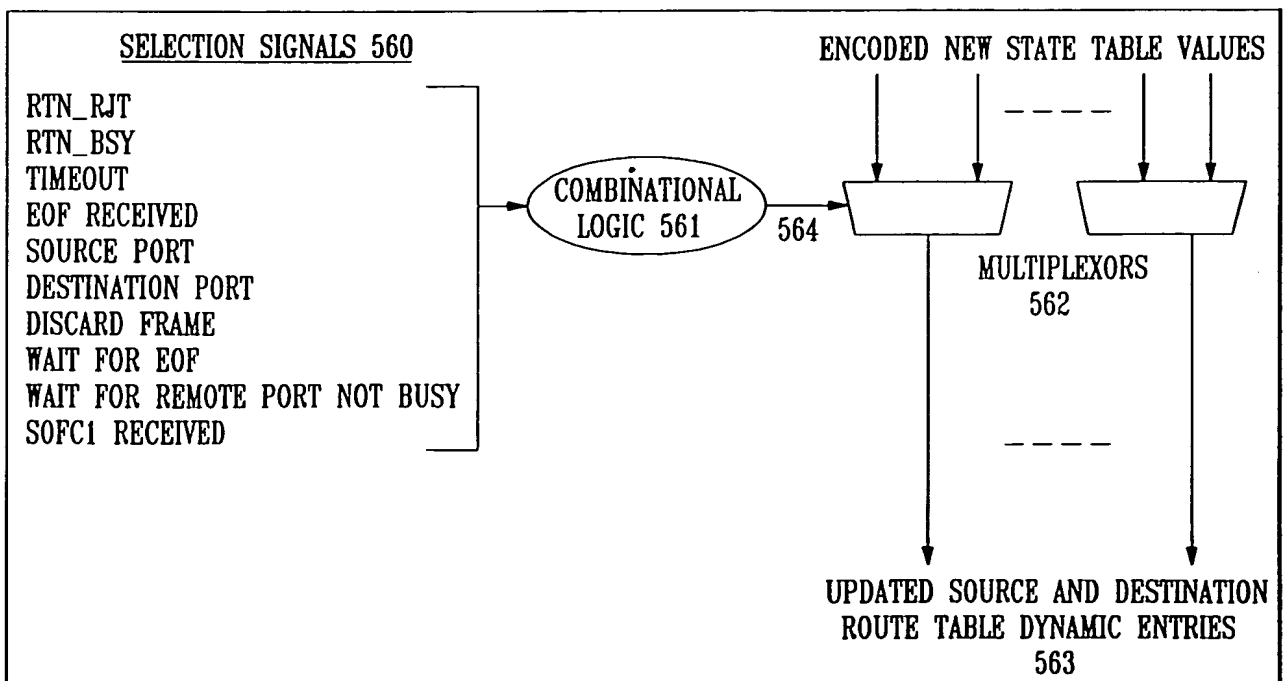 SELECTION SIGNALS 560
RTN_RJT
RTN_BSY
TIMEOUT
EOF RECEIVED
SOURCE PORT
DESTINATION PORT
DISCARD FRAME
WAIT FOR EOF
WAIT FOR REMOTE PORT NOT BUSY
SOFC1 RECEIVED
COMBINATIONAL
LOGIC 561
564
ENCODED NEW STATE TABLE VALUES
MULTIPLEXORS
562
UPDATED SOURCE AND DESTINATION
ROUTE TABLE DYNAMIC ENTRIES
563